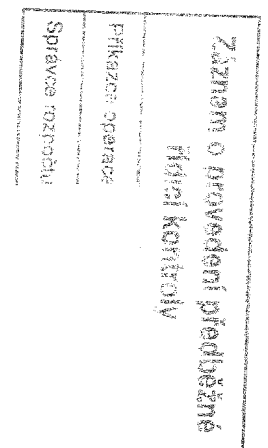 Záznam o provedení předběžné
řídící kontroly
Příkazce operace
Správce rozpočtu